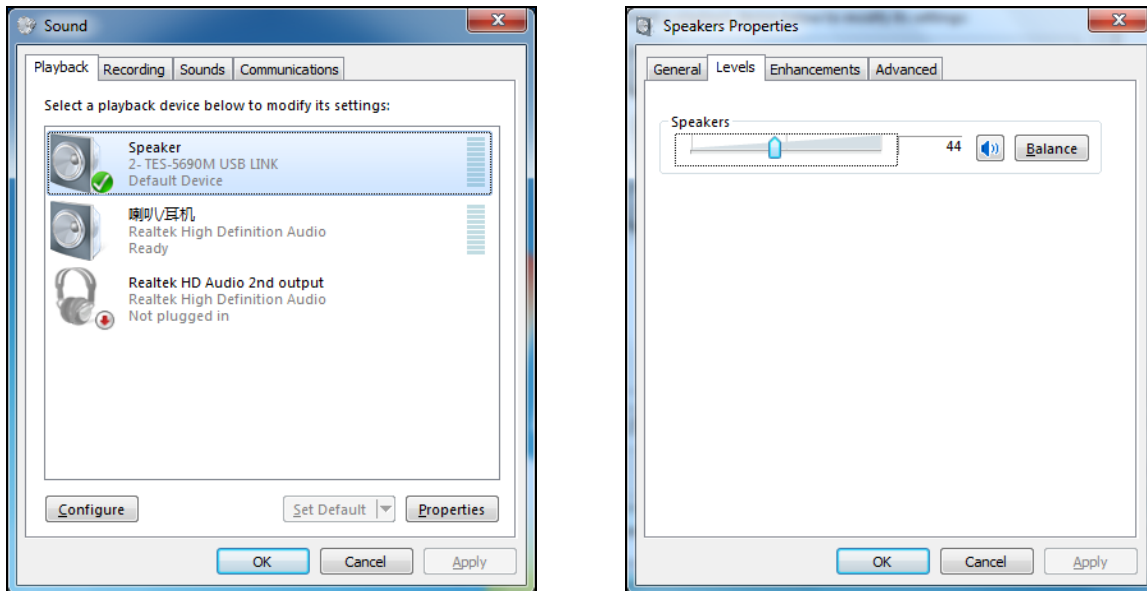 Sound
Playback Recording Sounds Communications
Select a playback device below to modify its settings:
Speaker
2- TES-5690M USB LINK
Default Device
喇叭/耳机
Realtek High Definition Audio
Ready
Realtek HD Audio 2nd output
Realtek High Definition Audio
Not plugged in
Configure Set Default Properties
OK Cancel Apply
Speakers Properties
General Levels Enhancements Advanced
Speakers
44 Balance
OK Cancel Apply